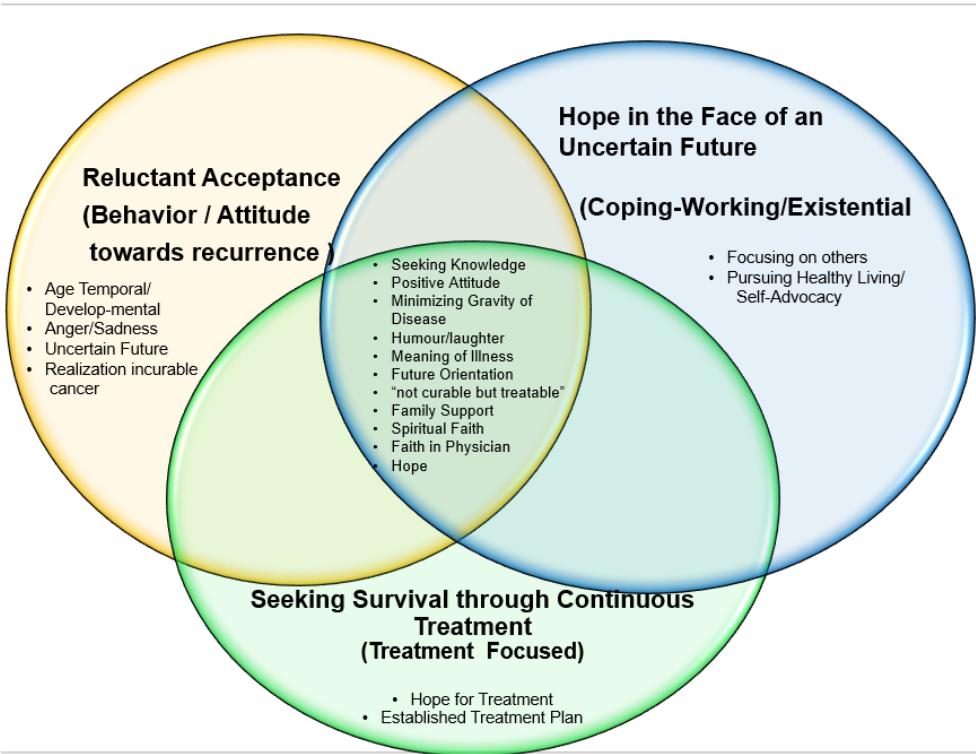 Reluctant Acceptance
(Behavior / Attitude
towards recurrence )
• Age Temporal/
Develop-mental
• Anger/Sadness
• Uncertain Future
• Realization incurable
cancer
Hope in the Face of an
Uncertain Future
(Coping-Working/Existential
• Focusing on others
• Pursuing Healthy Living/
Self-Advocacy
• Seeking Knowledge
• Positive Attitude
• Minimizing Gravity of
Disease
• Humour/laughter
• Meaning of Illness
• Future Orientation
• “not curable but treatable”
• Family Support
• Spiritual Faith
• Faith in Physician
• Hope
Seeking Survival through Continuous
Treatment
(Treatment Focused)
• Hope for Treatment
• Established Treatment Plan